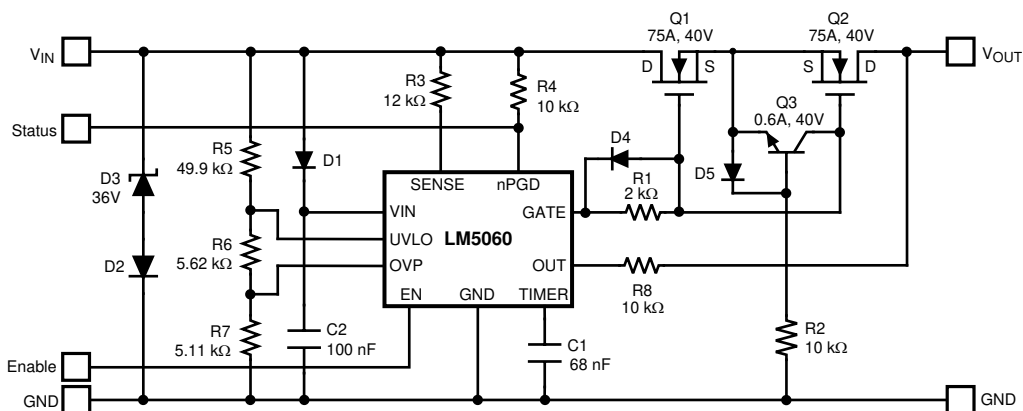 Q1
75A, 40V
Q2
75A, 40V
VIN
VOUT
D
S
S
D
R3
12 kΩ
R4
10 kΩ
Q3
0.6A, 40V
Status
D3
36V
R5
49.9 kΩ
D1
D4
D5
R1
2 kΩ
SENSE
nPGD
VIN
GATE
UVLO
LM5060
OVP
OUT
EN
GND
TIMER
D2
R6
5.62 kΩ
R8
10 kΩ
R7
5.11 kΩ
C2
100 nF
C1
68 nF
R2
10 kΩ
Enable
GND
GND